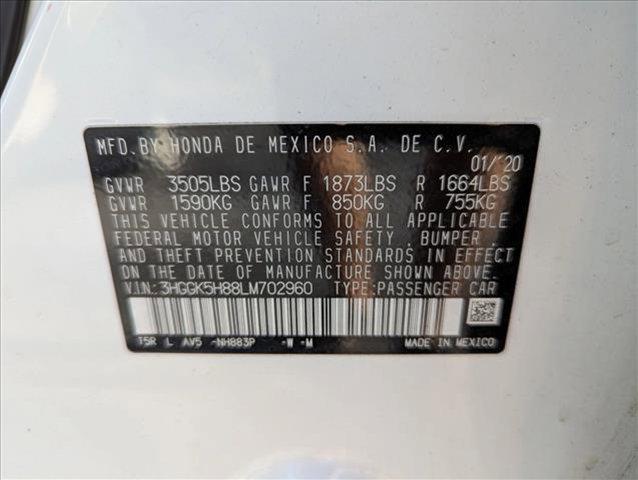 MFD. BY HONDA DE MEXICO S.A. DE C.V.
01/'20
GVWR 3505LBS GAWR F 1873LBS R 1664LBS
GVWR 1590KG GAWR F 850KG R 755KG
THIS VEHICLE CONFORMS TO ALL APPLICABLE
FEDERAL MOTOR VEHICLE SAFETY, BUMPER,
AND THEFT PREVENTION STANDARDS IN EFFECT
ON THE DATE OF MANUFACTURE SHOWN ABOVE.
V.I.N.: 3HGGK5H88LM702960 TYPE:PASSENGER CAR
T5R L AV5 -NH883P -W -M MADE IN MEXICO